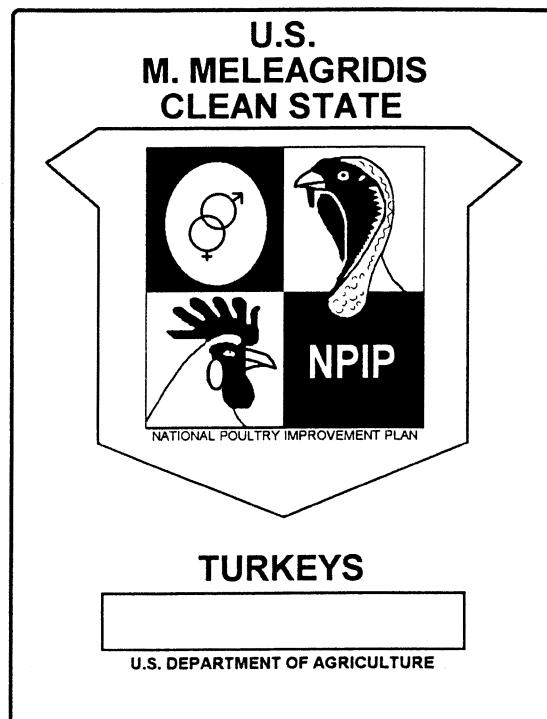 U.S.
M. MELEAGRIDIS
CLEAN STATE
NPIP
NATIONAL POULTRY IMPROVEMENT PLAN
TURKEYS
U.S. DEPARTMENT OF AGRICULTURE